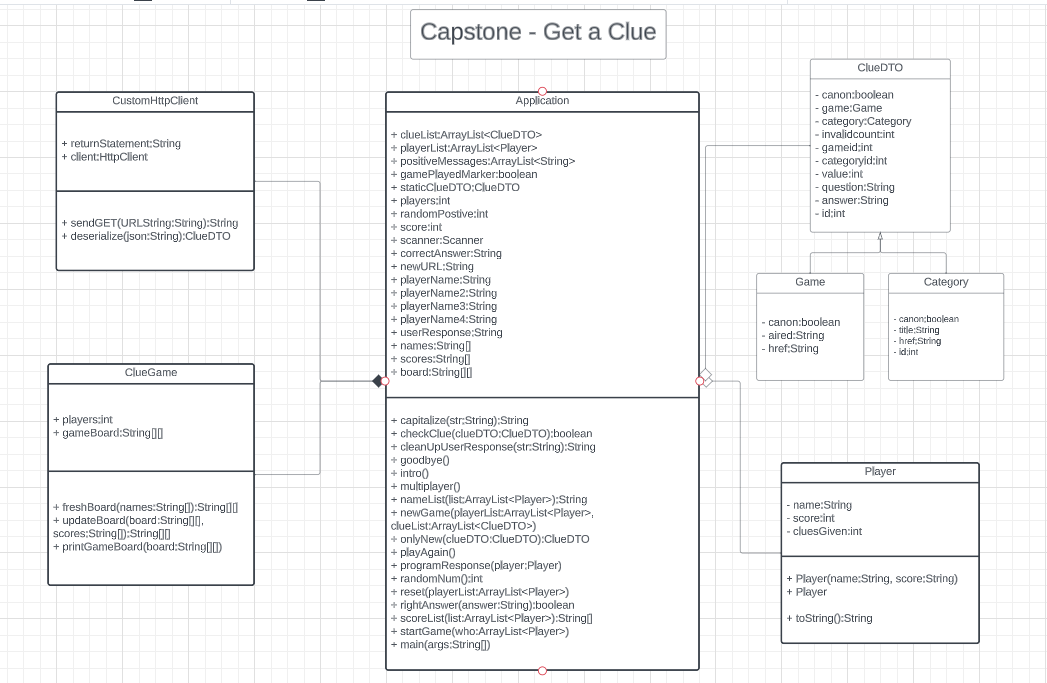 Capstone - Get a Clue
CustomHttpClient
+ returnStatement:String
+ client:HttpClient
+ sendGET(URLString:String):String
+ deserialize(json:String):ClueDTO
ClueGame
+ players:int
+ gameBoard:String[][]
+ freshBoard(names:String[]):String[][]
+ updateBoard(board:String[][],
scores:String[]):String[][]
+ printGameBoard(board:String[][])
Application
+ clueList:ArrayList<ClueDTO>
+ playerList:ArrayList<Player>
+ positiveMessages:ArrayList<String>
+ gamePlayedMarker:boolean
+ staticClueDTO:ClueDTO
+ players:int
+ randomPostive:int
+ score:int
+ scanner:Scanner
+ correctAnswer:String
+ newURL:String
+ playerName:String
+ playerName2:String
+ playerName3:String
+ playerName4:String
+ userResponse:String
+ names:String[]
+ scores:String[]
+ board:String[][]
+ capitalize(str:String):String
+ checkClue(clueDTO:ClueDTO):boolean
+ cleanUpUserResponse(str:String):String
+ goodbye()
+ intro()
+ multiplayer()
+ nameList(list:ArrayList<Player>):String
+ newGame(playerList:ArrayList<Player>,
clueList:ArrayList<ClueDTO>)
+ onlyNew(clueDTO:ClueDTO):ClueDTO
+ playAgain()
+ programResponse(player:Player)
+ randomNum():int
+ reset(playerList:ArrayList<Player>)
+ rightAnswer(answer:String):boolean
+ scoreList(list:ArrayList<Player>):String[]
+ startGame(who:ArrayList<Player>)
+ main(args:String[])
ClueDTO
- canon:boolean
- game:Game
- category:Category
- invalidcount:int
- gameid:int
- categoryid:int
- value:int
- question:String
- answer:String
- id:int
Game
- canon:boolean
- aired:String
- href:String
Category
- canon:boolean
- title:String
- href:String
- id:int
Player
- name:String
- score:int
- cluesGiven:int
+ Player(name:String, score:String)
+ Player
+ toString():String